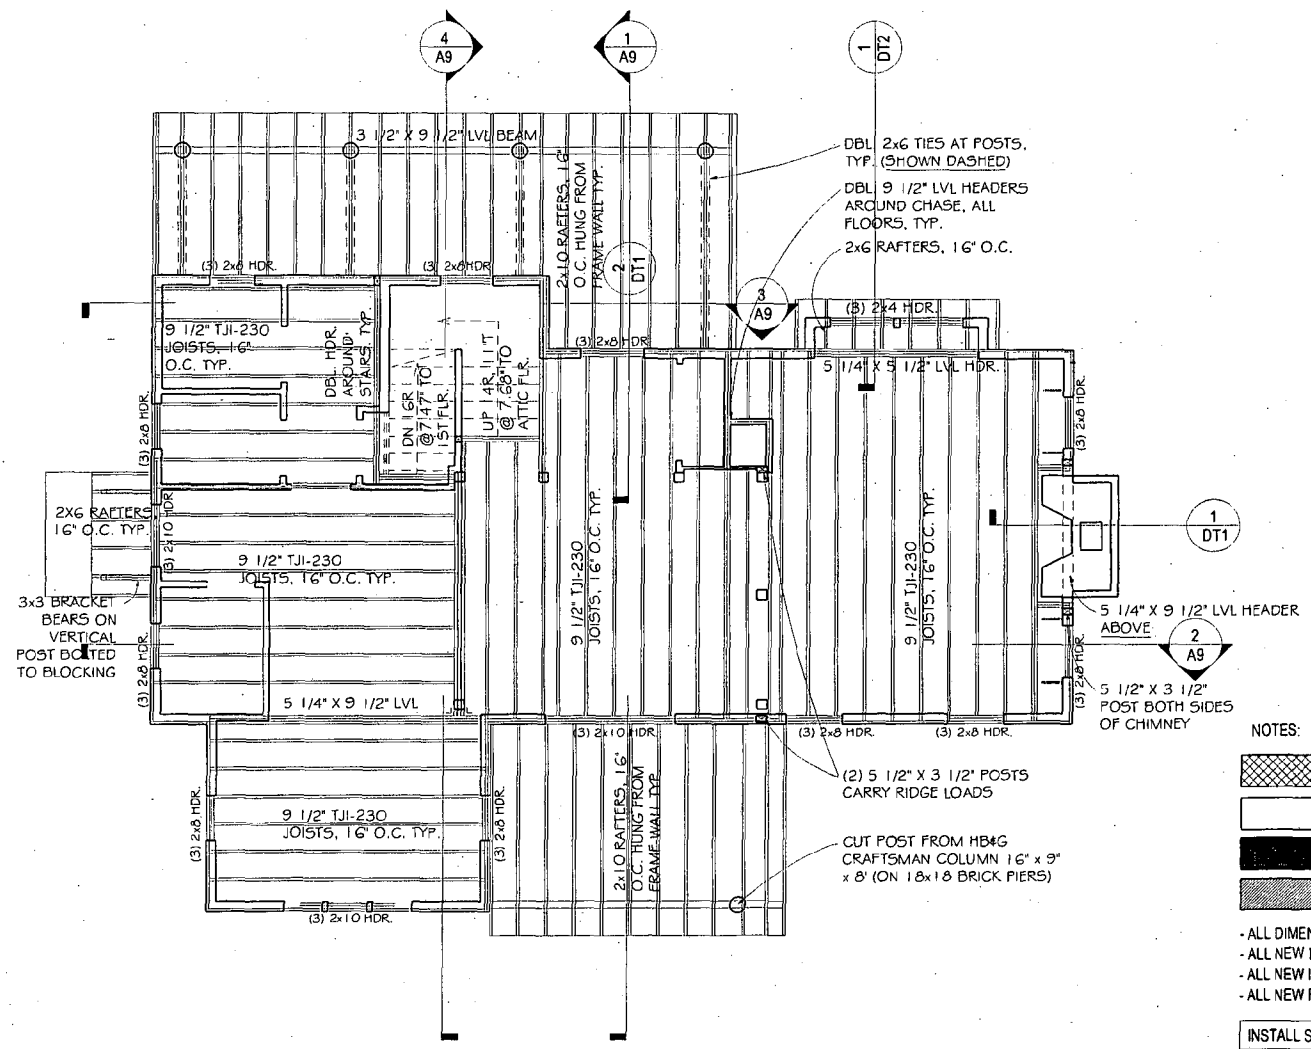 4
A9
1
A9
1
DT2
3 1/2" X 9 1/2" LVL BEAM
DBL 2x6 TIES AT POSTS,
TYP. (SHOWN DASHED)
DBL 9 1/2" LVL HEADERS
AROUND CHASE, ALL
FLOORS, TYP.
2x6 RAFTERS, 16" O.C.
2x10 RAFTERS, 16"
O.C. HUNG FROM
FRAME WALL TYP.
2
DT1
3
A9
(3) 2x8 HDR.
(3) 2x8 HDR
(3) 2x8 HDR.
(3) 2x4 HDR.
5 1/4" X 5 1/2" LVL HDR.
9 1/2" TJI-230
JOISTS, 16"
O.C. TYP.
DBL. HDR.
AROUND
STAIRS, TYP.
DN 16R
@7.47" TO
1ST FLR.
UP 14R, 11T
@ 7.68" TO
ATTIC FLR.
(3) 2x8 HDR.
(3) 2x8 HDR.
2X6 RAFTERS,
16" O.C. TYP.
(3) 2x10 HDR.
9 1/2" TJI-230
JOISTS, 16" O.C. TYP.
9 1/2" TJI-230
JOISTS, 16" O.C. TYP.
9 1/2" TJI-230
JOISTS, 16" O.C. TYP.
1
DT1
3x3 BRACKET
BEARS ON
VERTICAL
POST BOLTED
TO BLOCKING
(3) 2x8 HDR.
5 1/4" X 9 1/2" LVL HEADER
ABOVE
2
A9
(3) 2x8 HDR.
5 1/2" X 3 1/2"
POST BOTH SIDES
OF CHIMNEY
5 1/4" X 9 1/2" LVL
(3) 2x10 HDR.
(3) 2x8 HDR.
(3) 2x8 HDR.
(2) 5 1/2" X 3 1/2" POSTS
CARRY RIDGE LOADS
(3) 2x8 HDR.
9 1/2" TJI-230
JOISTS, 16" O.C. TYP.
(3) 2x8 HDR.
2x10 RAFTERS, 16"
O.C. HUNG FROM
FRAME WALL TYP
CUT POST FROM HB&G
CRAFTSMAN COLUMN 16" x 9"
x 8' (ON 18x18 BRICK PIERS)
(3) 2x10 HDR.
NOTES:
- ALL DIMEN
- ALL NEW
- ALL NEW
- ALL NEW
INSTALL S